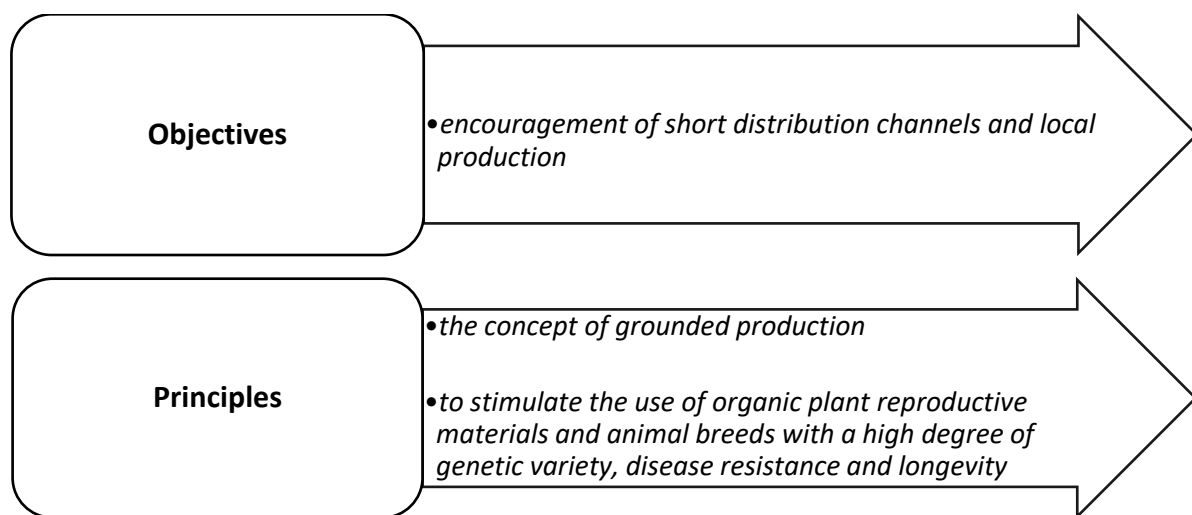 Objectives
•encouragement of short distribution channels and local
production
Principles
•the concept of grounded production
•to stimulate the use of organic plant reproductive
materials and animal breeds with a high degree of
genetic variety, disease resistance and longevity